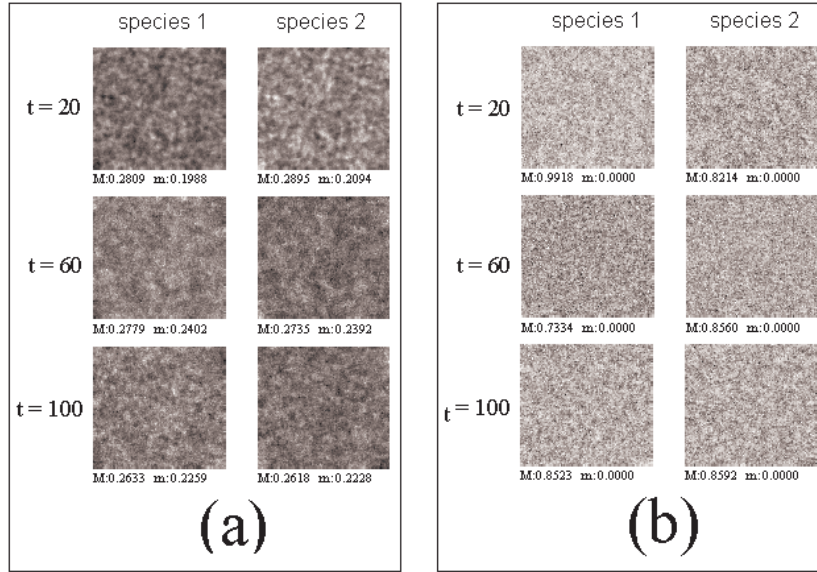 species 1 species 2
t = 20
M:0.2809 m:0.1988 M:0.2895 m:0.2094
t = 60
M:0.2779 m:0.2402 M:0.2735 m:0.2392
t = 100
M:0.2633 m:0.2259 M:0.2618 m:0.2228
(a)
species 1 species 2
t = 20
M:0.9918 m:0.0000 M:0.8214 m:0.0000
t = 60
M:0.7334 m:0.0000 M:0.8560 m:0.0000
t = 100
M:0.8523 m:0.0000 M:0.8592 m:0.0000
(b)